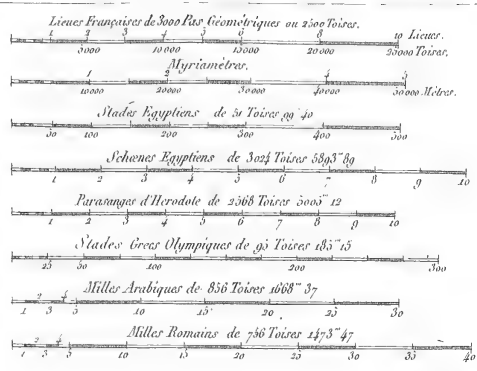 Lieues Françaises de 3000 Pas Géométriques ou 2500 Toises.
1 2 3 4 5 6 8 10 Lieues.
5000 10000 15000 20000 25000 Toises.
Myriamètres.
1 2 4 5
10000 20000 30000 40000 50000 Mètres.
Stades Egyptiens de 51 Toises 99m 40
50 100 200 300 400 500
Schœnes Egyptiens de 3024 Toises 5893m 89
1 2 3 4 5 6 7 8 9 10
Parasanges d'Herodote de 2568 Toises 5005m 12
1 2 3 4 5 6 7 8 9 10
Stades Grecs Olympiques de 95 Toises 185m 15
25 50 100 200 300
Milles Arabiques de 856 Toises 1668m 37
2 4
1 3 5 10 15 20 25 30
Milles Romains de 756 Toises 1473m 47
2 4
1 3 5 10 15 20 25 30 35 40